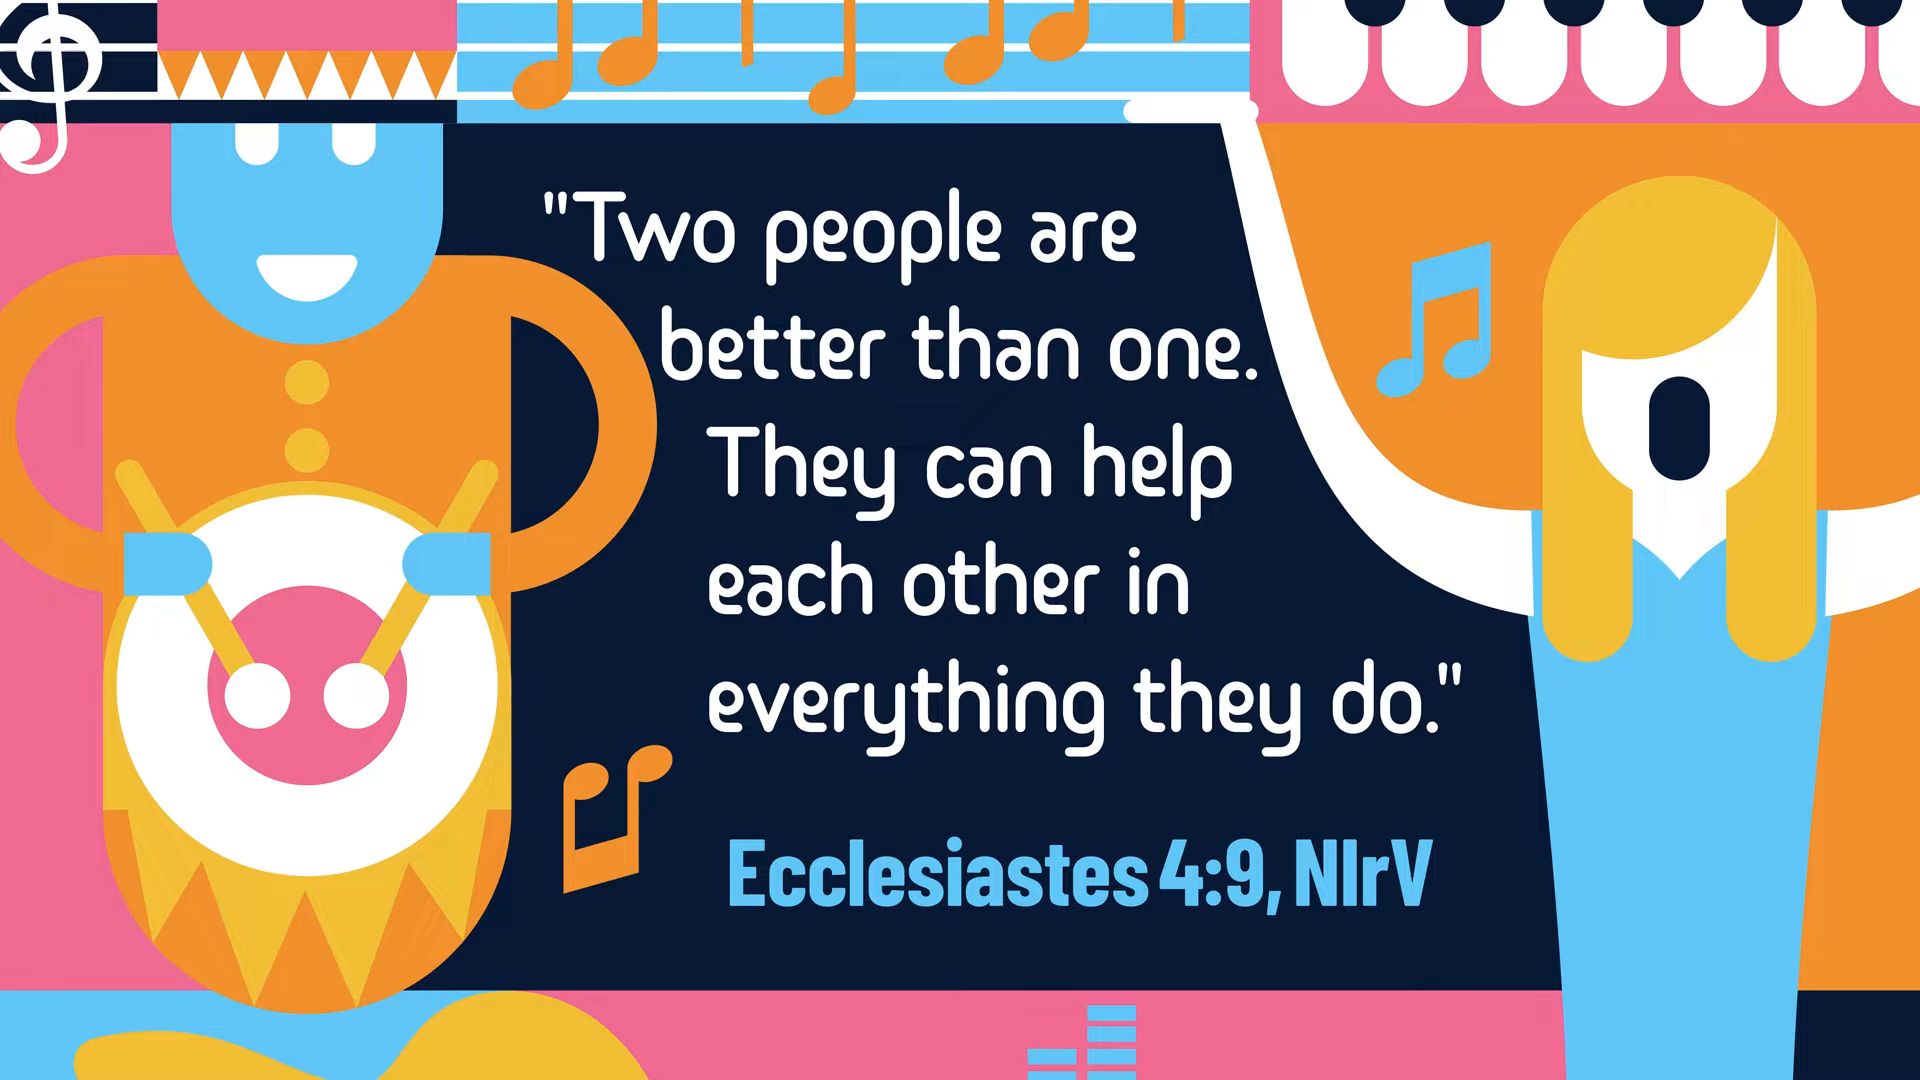 "Two people are
better than one.
They can help
each other in
everything they do."
Ecclesiastes 4:9, NIrV